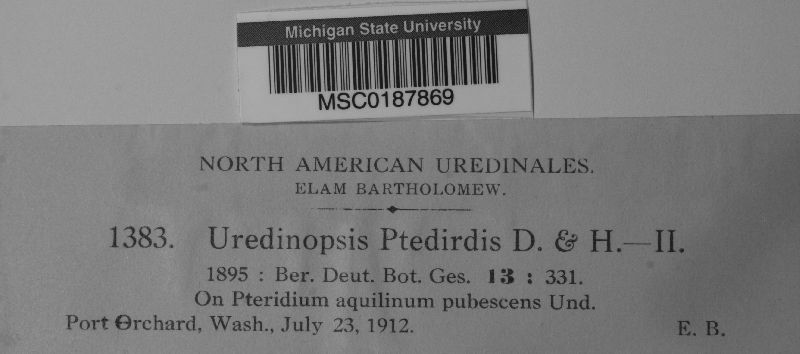 Michigan State University
MSC0187869
NORTH AMERICAN UREDINALES.
ELAM BARTHOLOMEW.
1383. Uredinopsis Ptedirdis D. & H.—II.
1895 : Ber. Deut. Bot. Ges. 13 : 331.
On Pteridium aquilinum pubescens Und.
Port Orchard, Wash., July 23, 1912. E. B.